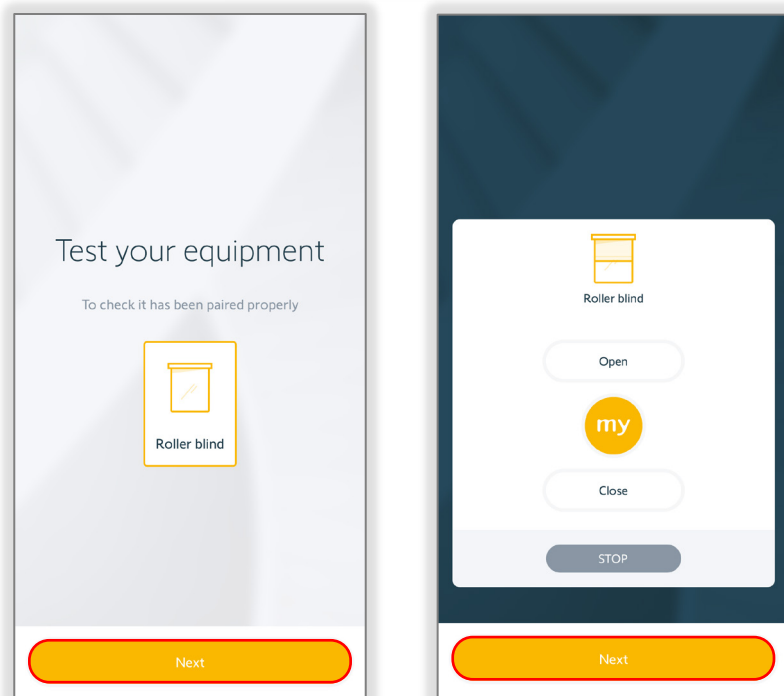 Test your equipment
To check it has been paired properly
Roller blind
Next
Roller blind
Open
my
Close
STOP
Next